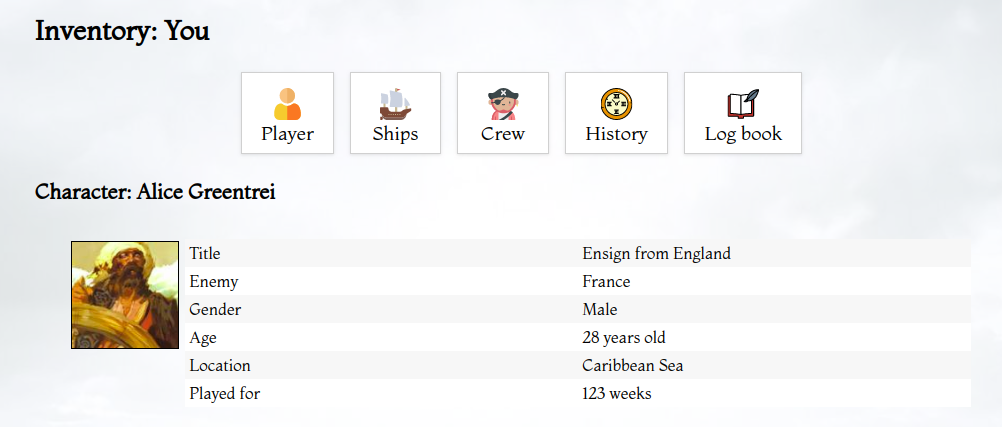 Inventory: You
Player Ships Crew History Log book
Character: Alice Greentrei
Title Ensign from England
Enemy France
Gender Male
Age 28 years old
Location Caribbean Sea
Played for 123 weeks